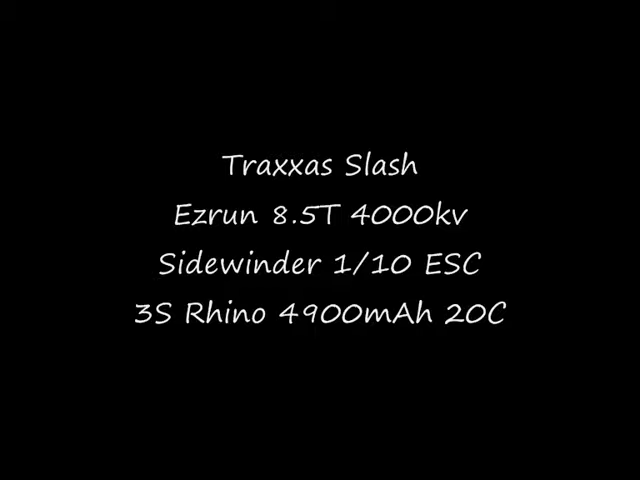 Traxxas Slash
Ezrun 8.5T 4000kv
Sidewinder 1/10 ESC
3S Rhino 4900mAh 20C